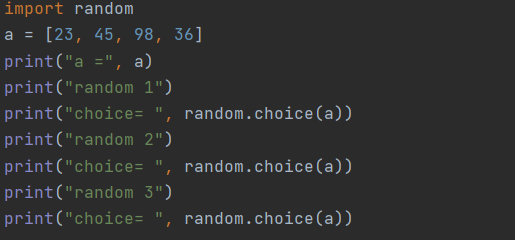 import random
a = [23, 45, 98, 36]
print("a =", a)
print("random 1")
print("choice= ", random.choice(a))
print("random 2")
print("choice= ", random.choice(a))
print("random 3")
print("choice= ", random.choice(a))